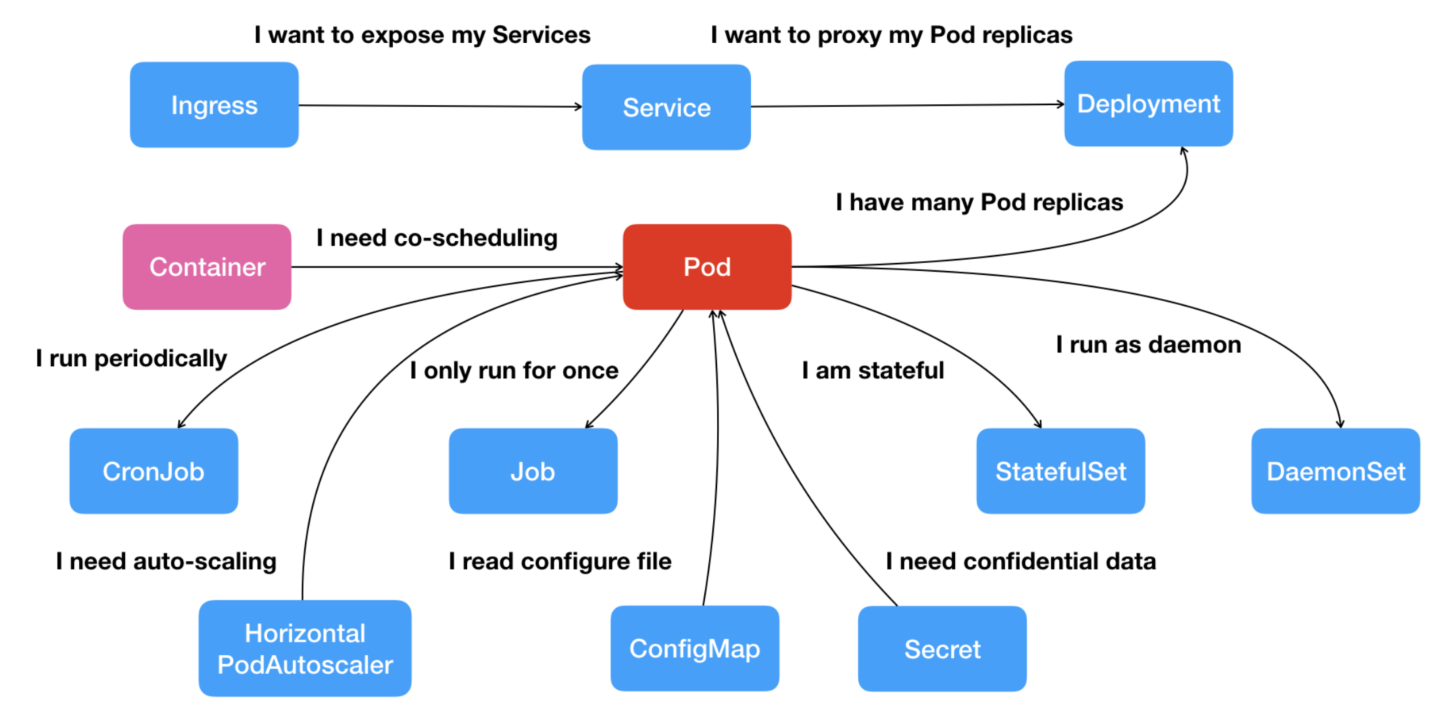 I want to expose my Services
I want to proxy my Pod replicas
Ingress
Service
Deployment
I have many Pod replicas
I need co-scheduling
Container
Pod
I run periodically
I only run for once
I am stateful
I run as daemon
CronJob
Job
StatefulSet
DaemonSet
I need auto-scaling
I read configure file
I need confidential data
Horizontal
PodAutoscaler
ConfigMap
Secret